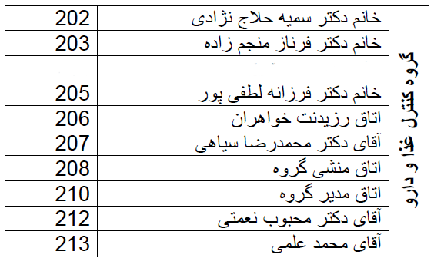 گروه کنترل غذا و دارو
خانم دکتر سمیه حلاج نژادی 202
خانم دکتر فرناز منجم زاده 203
خانم دکتر فرزانه لطفی پور 205
اتاق رزیدنت خواهران 206
آقای دکتر محمدرضا سیاهی 207
اتاق منشی گروه 208
اتاق مدیر گروه 210
آقای دکتر محبوب نعمتی 212
آقای محمد علمی 213